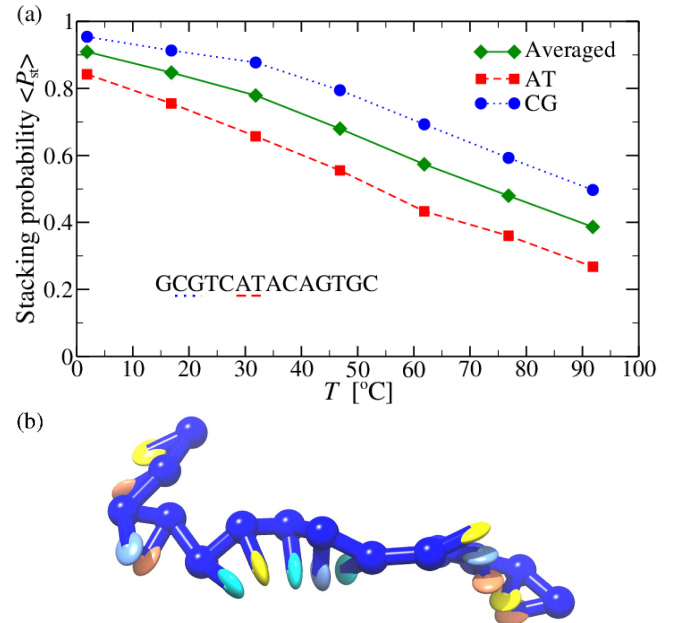 (a)
1
0.8
0.6
0.4
0.2
0
Stacking probability <P_st>
Averaged
AT
CG
GCGTCATACAGTGC
0 10 20 30 40 50 60 70 80 90 100
T [°C]
(b)